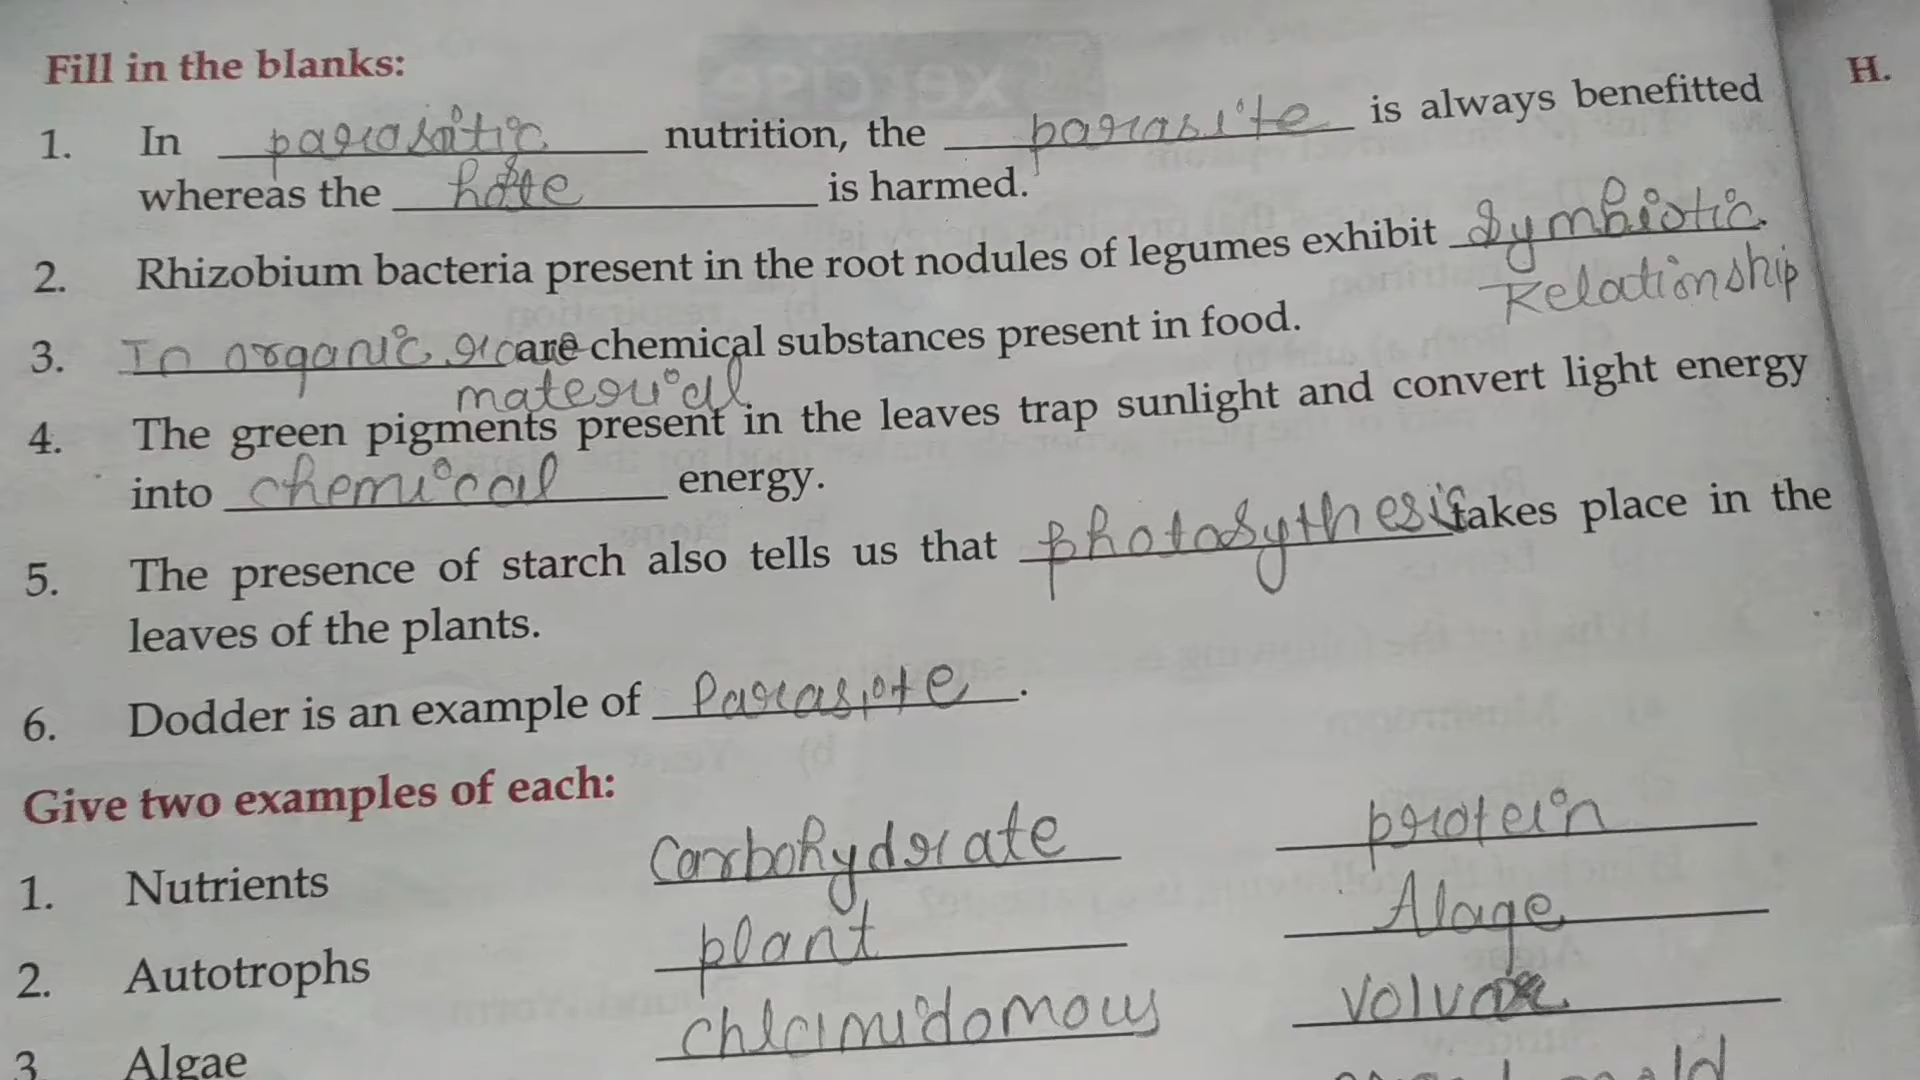 Fill in the blanks:
H.
1. In parasitic nutrition, the parasite is always benefitted
whereas the hoste is harmed.
2. Rhizobium bacteria present in the root nodules of legumes exhibit Symbiotic
Relationship
3. In organic are chemical substances present in food.
material
4. The green pigments present in the leaves trap sunlight and convert light energy
into chemical energy.
5. The presence of starch also tells us that photosythesis takes place in the
leaves of the plants.
6. Dodder is an example of Parasite.
Give two examples of each:
1. Nutrients Carbohydrate protein
2. Autotrophs plant Alage
3. Algae chlamidomous volvox